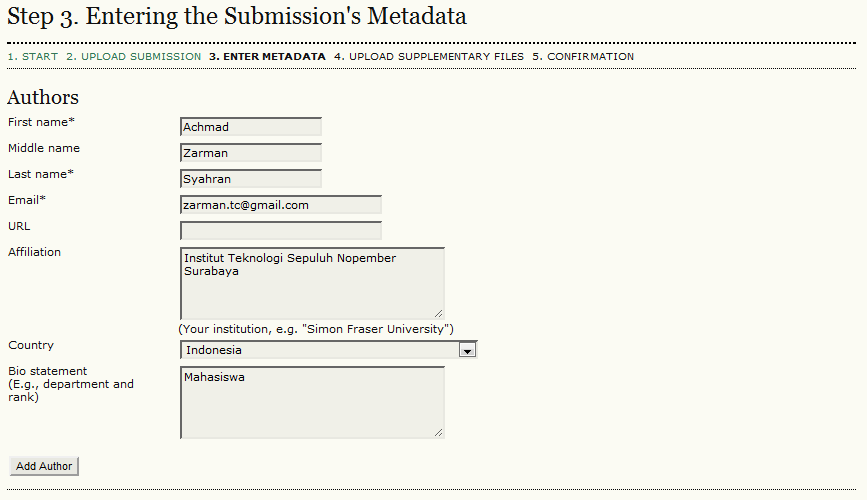 Step 3. Entering the Submission's Metadata
1. START 2. UPLOAD SUBMISSION 3. ENTER METADATA 4. UPLOAD SUPPLEMENTARY FILES 5. CONFIRMATION
Authors
First name* Achmad
Middle name Zarman
Last name* Syahran
Email* zarman.tc@gmail.com
URL
Affiliation Institut Teknologi Sepuluh Nopember
Surabaya
(Your institution, e.g. "Simon Fraser University")
Country Indonesia
Bio statement Mahasiswa
(E.g., department and
rank)
Add Author